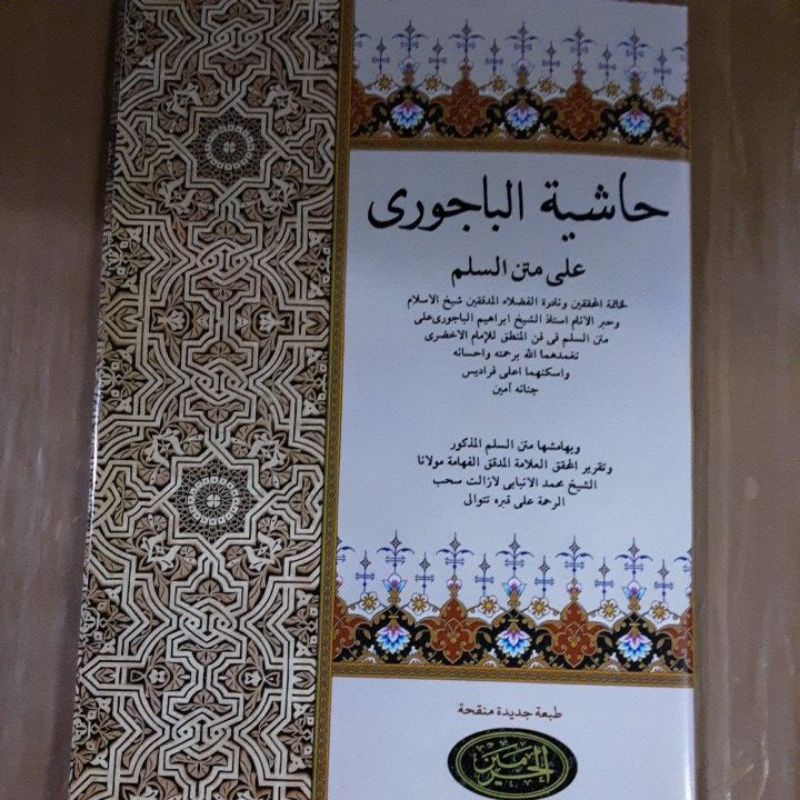 حاشية الباجورى
على متن السلم
لخاتمة المحققين ونادرة الفضلاء المدققين شيخ الاسلام
وحبر الانام استاذ الشيخ ابراهيم الباجورى على
متن السلم فى فن المنطق للإمام الاخضرى
تغمدهما الله برحمته واحسانه
واسكنهما اعلى فراديس
جنانه آمين
وبهامشها متن السلم المذكور
وتقرير المحقق العلامة المدقق الفهامة مولانا
الشيخ محمد الانبابى لازالت سحب
الرحمة على قبره تتوالى
طبعة جديدة منقحة
الحرمين